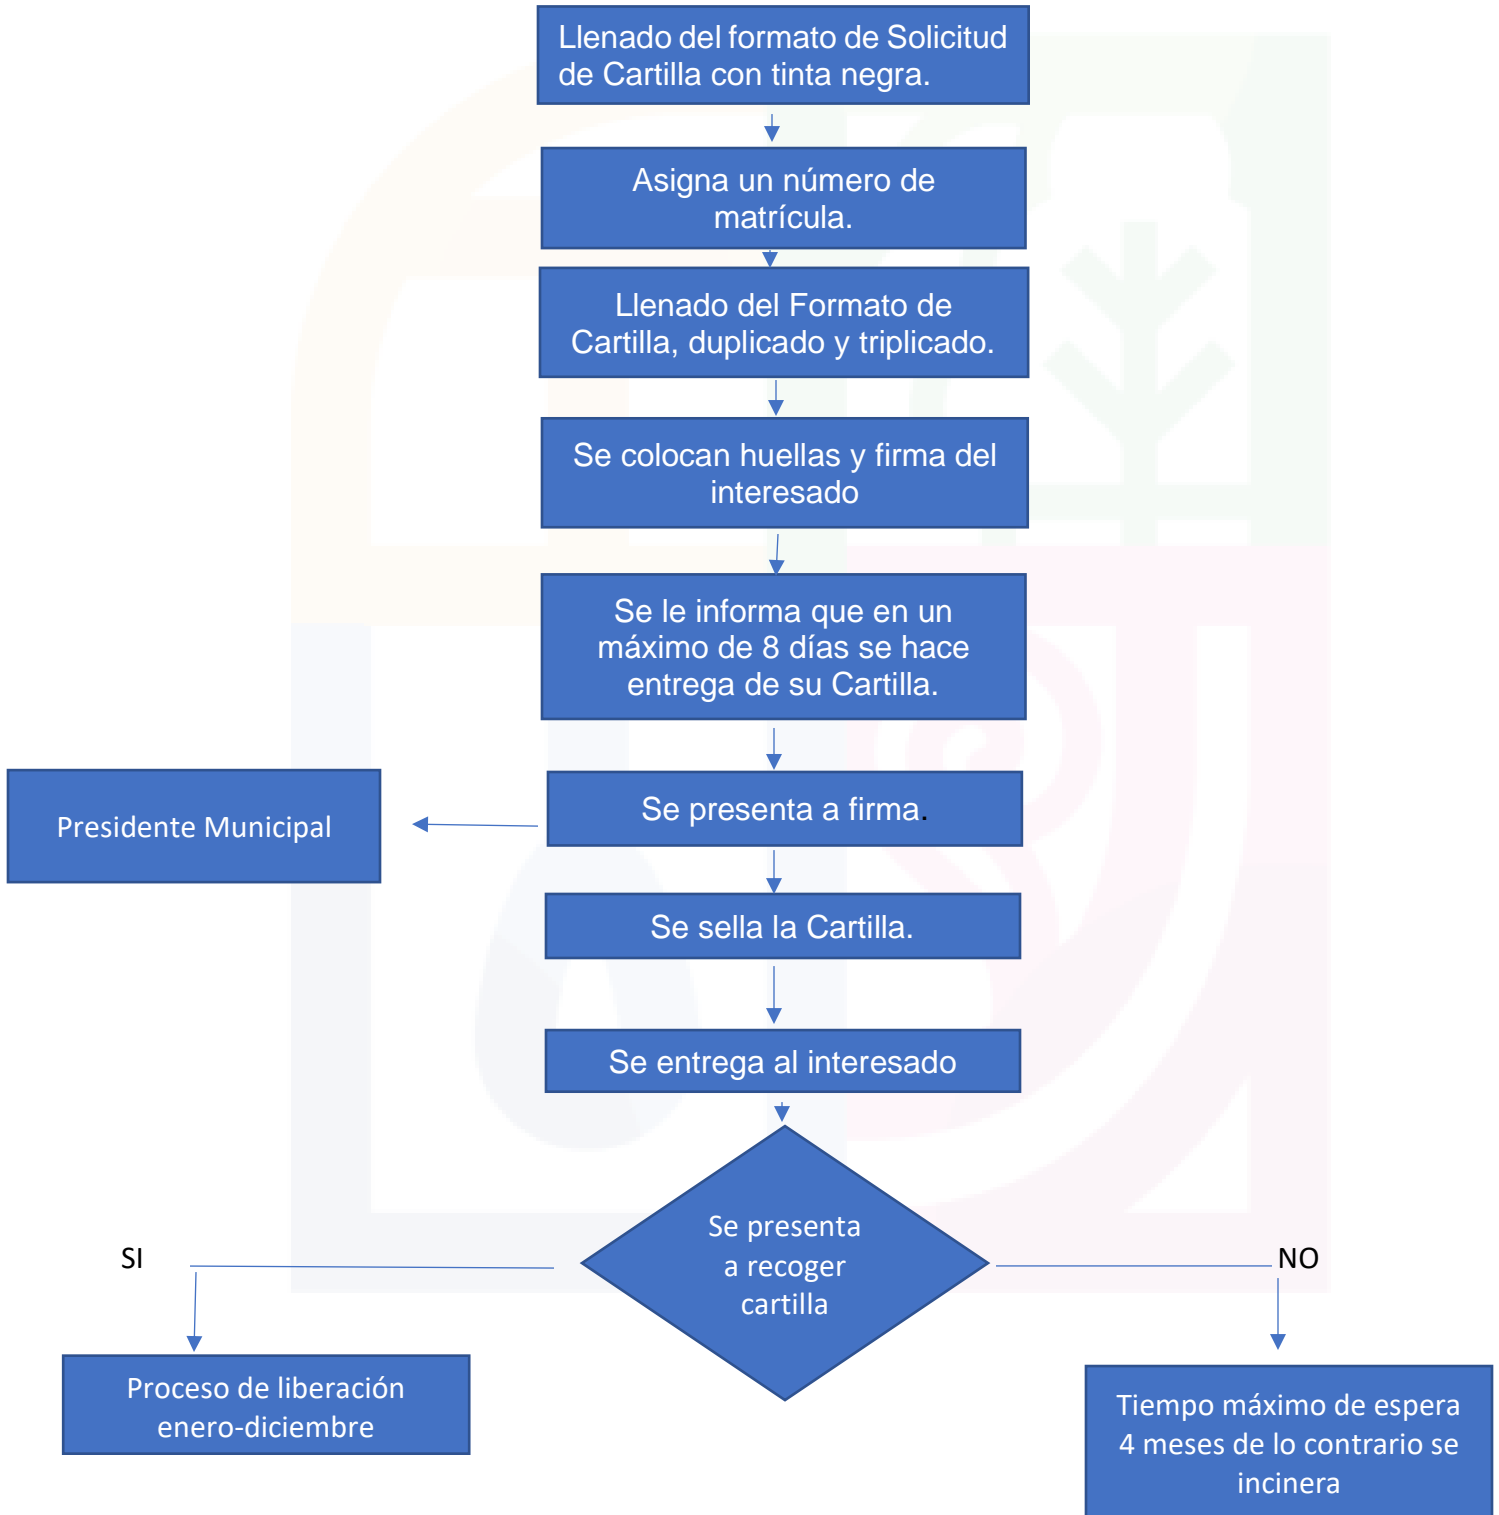 Llenado del formato de Solicitud
de Cartilla con tinta negra.
Asigna un número de
matrícula.
Llenado del Formato de
Cartilla, duplicado y triplicado.
Se colocan huellas y firma del
interesado
Se le informa que en un
máximo de 8 días se hace
entrega de su Cartilla.
Presidente Municipal
Se presenta a firma.
Se sella la Cartilla.
Se entrega al interesado
Se presenta
a recoger
cartilla
SI
NO
Proceso de liberación
enero-diciembre
Tiempo máximo de espera
4 meses de lo contrario se
incinera